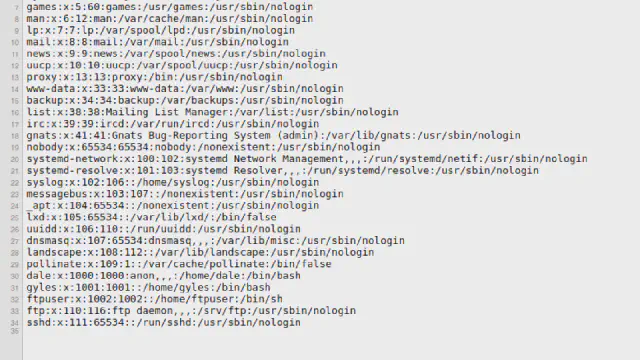 7 games:x:5:60:games:/usr/games:/usr/sbin/nologin
8 man:x:6:12:man:/var/cache/man:/usr/sbin/nologin
9 lp:x:7:7:lp:/var/spool/lpd:/usr/sbin/nologin
10 mail:x:8:8:mail:/var/mail:/usr/sbin/nologin
11 news:x:9:9:news:/var/spool/news:/usr/sbin/nologin
12 uucp:x:10:10:uucp:/var/spool/uucp:/usr/sbin/nologin
13 proxy:x:13:13:proxy:/bin:/usr/sbin/nologin
14 www-data:x:33:33:www-data:/var/www:/usr/sbin/nologin
15 backup:x:34:34:backup:/var/backups:/usr/sbin/nologin
16 list:x:38:38:Mailing List Manager:/var/list:/usr/sbin/nologin
17 irc:x:39:39:ircd:/var/run/ircd:/usr/sbin/nologin
18 gnats:x:41:41:Gnats Bug-Reporting System (admin):/var/lib/gnats:/usr/sbin/nologin
19 nobody:x:65534:65534:nobody:/nonexistent:/usr/sbin/nologin
20 systemd-network:x:100:102:systemd Network Management,,,:/run/systemd/netif:/usr/sbin/nologin
21 systemd-resolve:x:101:103:systemd Resolver,,,:/run/systemd/resolve:/usr/sbin/nologin
22 syslog:x:102:106::/home/syslog:/usr/sbin/nologin
23 messagebus:x:103:107::/nonexistent:/usr/sbin/nologin
24 _apt:x:104:65534::/nonexistent:/usr/sbin/nologin
25 lxd:x:105:65534::/var/lib/lxd/:/bin/false
26 uuidd:x:106:110::/run/uuidd:/usr/sbin/nologin
27 dnsmasq:x:107:65534:dnsmasq,,,:/var/lib/misc:/usr/sbin/nologin
28 landscape:x:108:112::/var/lib/landscape:/usr/sbin/nologin
29 pollinate:x:109:1::/var/cache/pollinate:/bin/false
30 dale:x:1000:1000:anon,,,:/home/dale:/bin/bash
31 gyles:x:1001:1001::/home/gyles:/bin/bash
32 ftpuser:x:1002:1002::/home/ftpuser:/bin/sh
33 ftp:x:110:116:ftp daemon,,,:/srv/ftp:/usr/sbin/nologin
34 sshd:x:111:65534::/run/sshd:/usr/sbin/nologin
35